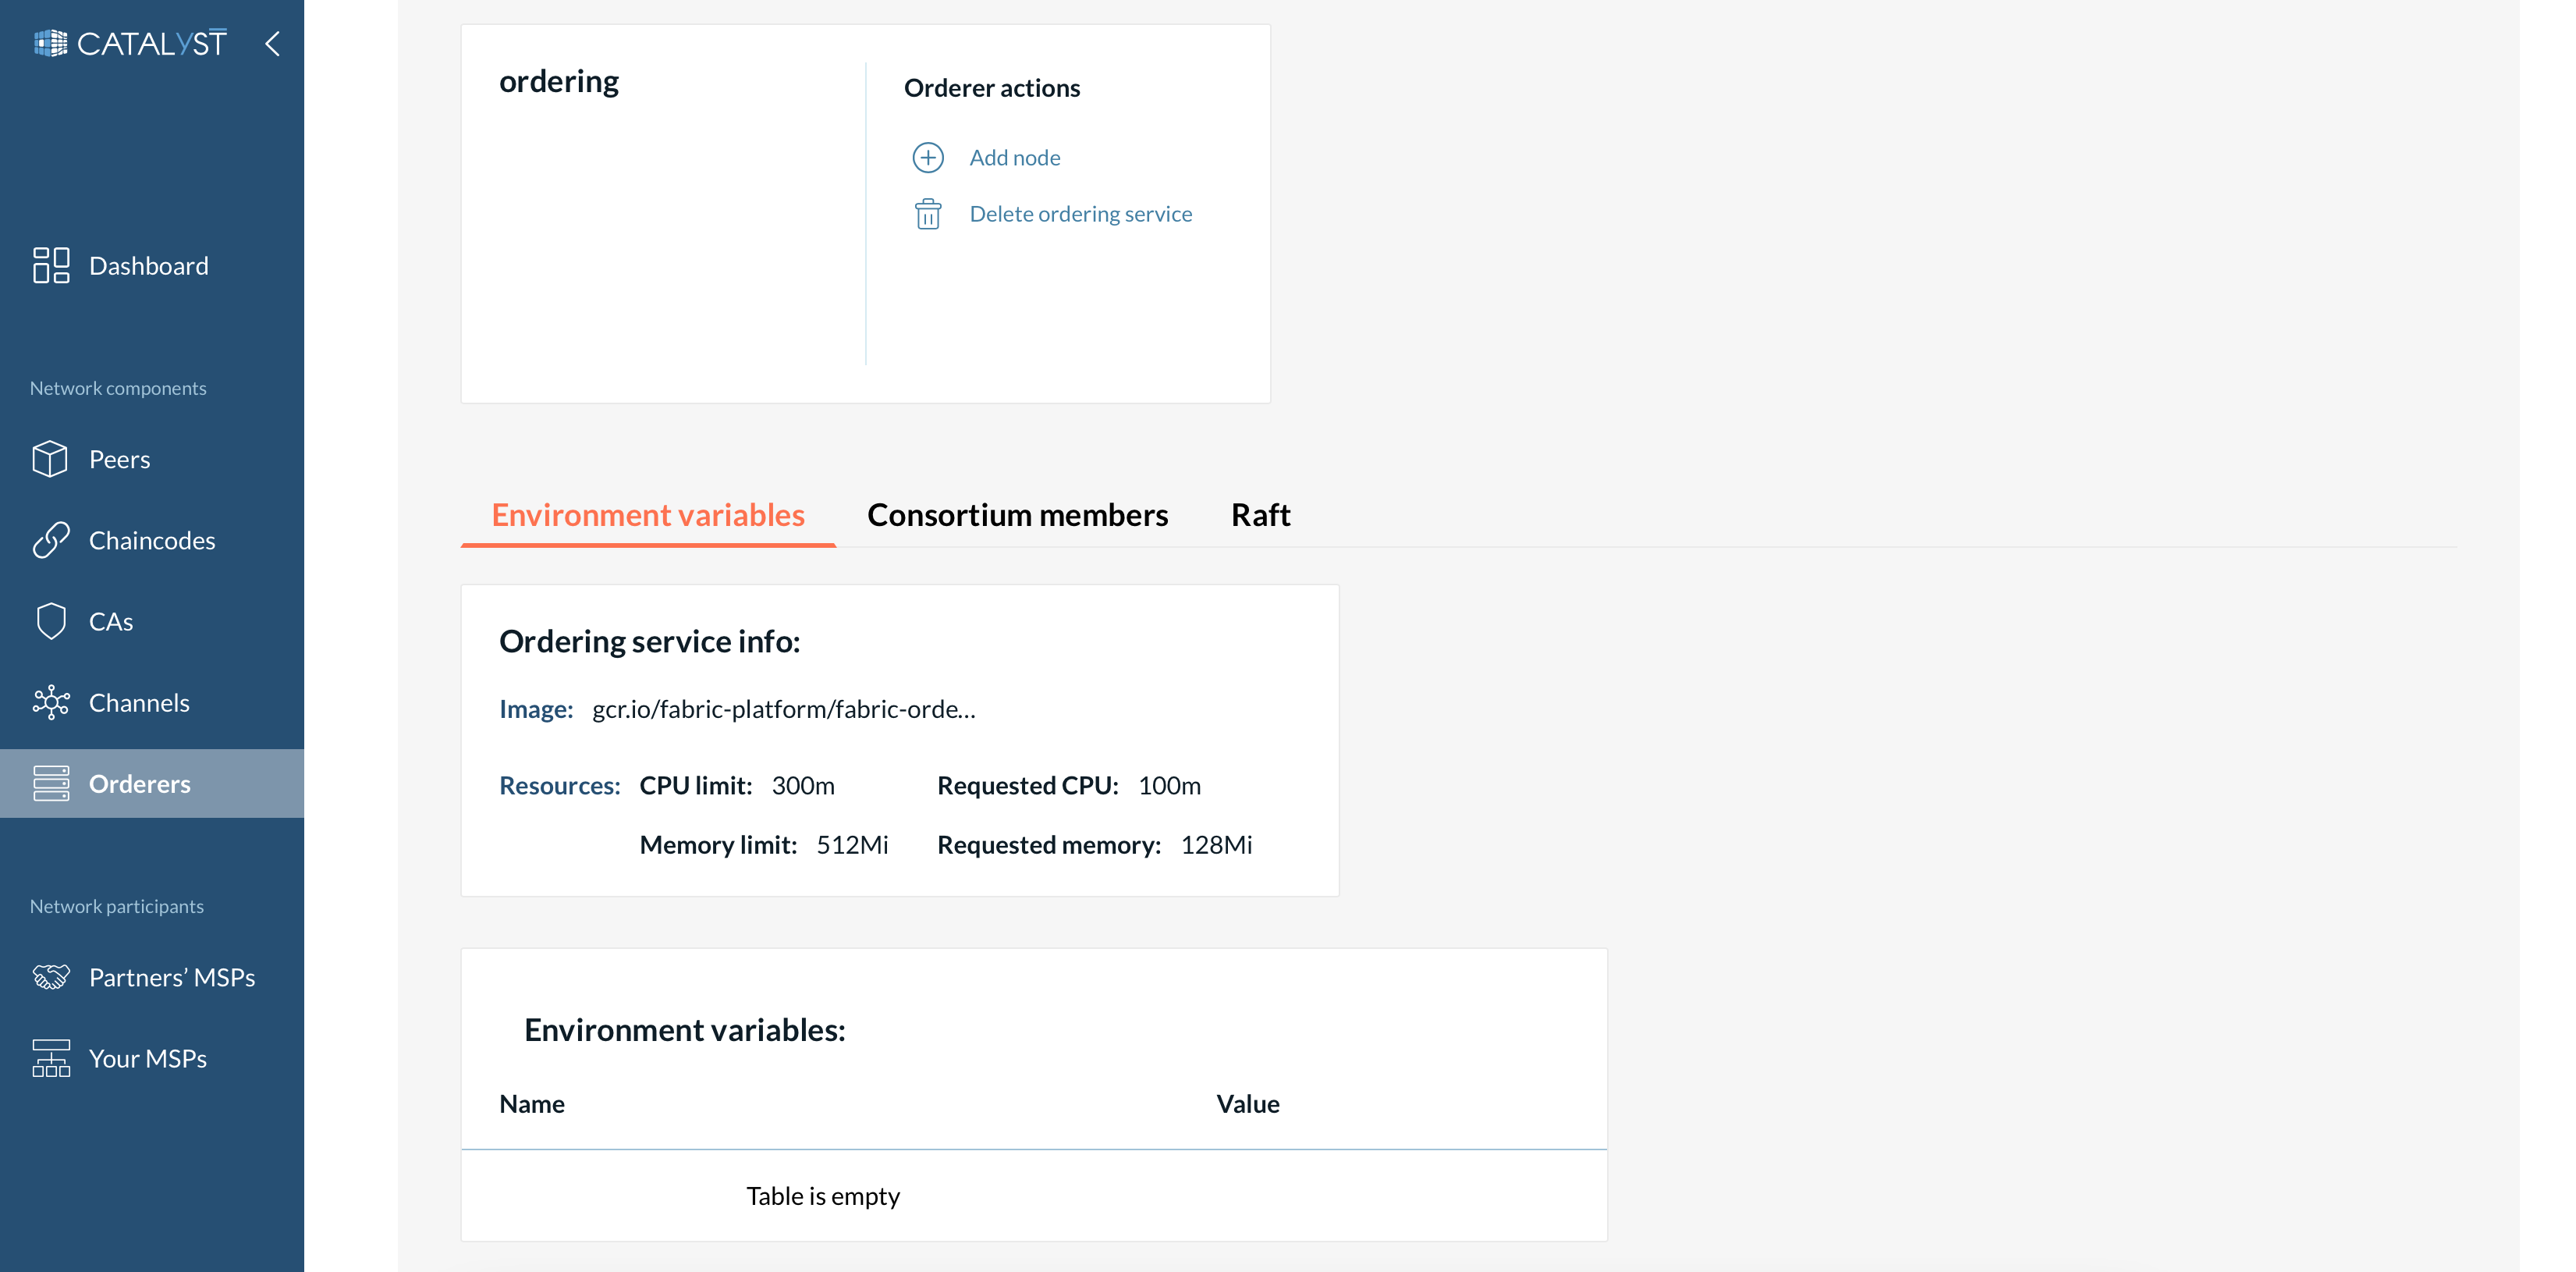 CATALYST
Dashboard
Network components
Peers
Chaincodes
CAs
Channels
Orderers
Network participants
Partners’ MSPs
Your MSPs
ordering
Orderer actions
Add node
Delete ordering service
Environment variables Consortium members Raft
Ordering service info:
Image: gcr.io/fabric-platform/fabric-orde...
Resources: CPU limit: 300m Requested CPU: 100m
Memory limit: 512Mi Requested memory: 128Mi
Environment variables:
Name Value
Table is empty